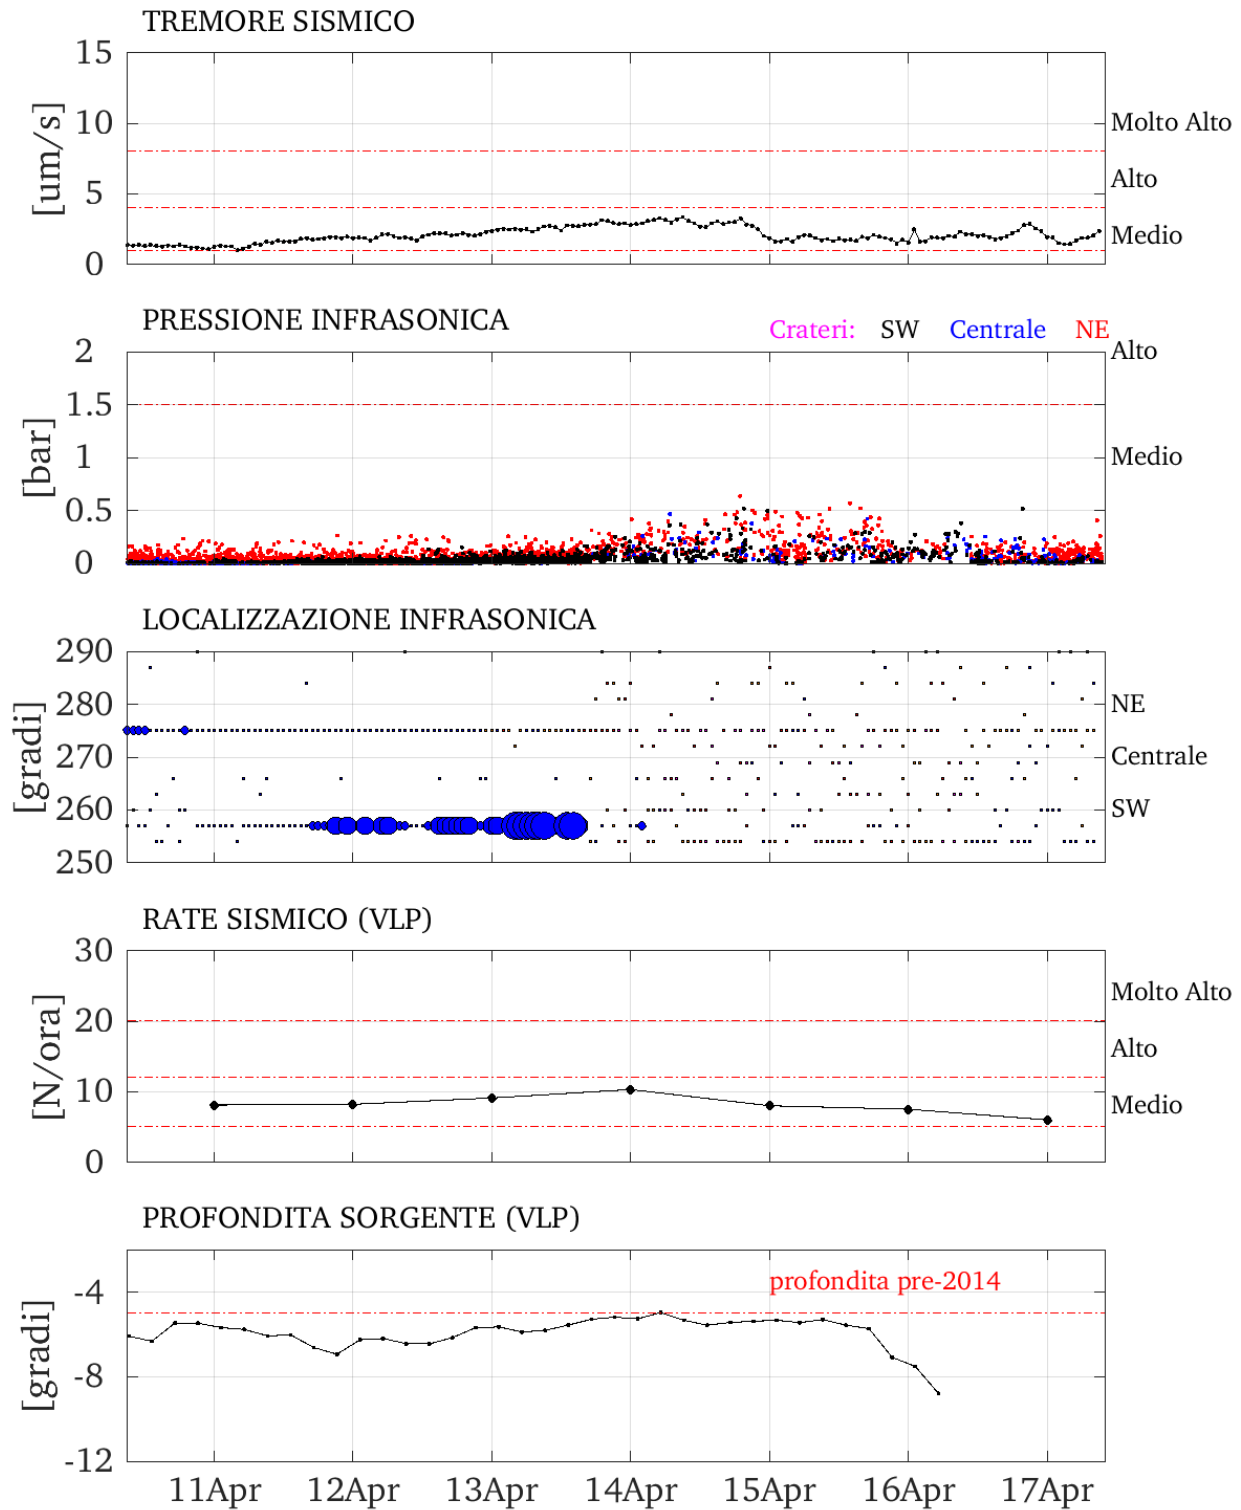 TREMORE SISMICO
15
10
5
0
[um/s]
Molto Alto
Alto
Medio
PRESSIONE INFRASONICA
Crateri: SW Centrale NE
2
1.5
1
0.5
0
[bar]
Alto
Medio
LOCALIZZAZIONE INFRASONICA
290
280
270
260
250
[gradi]
NE
Centrale
SW
RATE SISMICO (VLP)
30
20
10
0
[N/ora]
Molto Alto
Alto
Medio
PROFONDITA SORGENTE (VLP)
profondita pre-2014
-4
-8
-12
[gradi]
11Apr 12Apr 13Apr 14Apr 15Apr 16Apr 17Apr